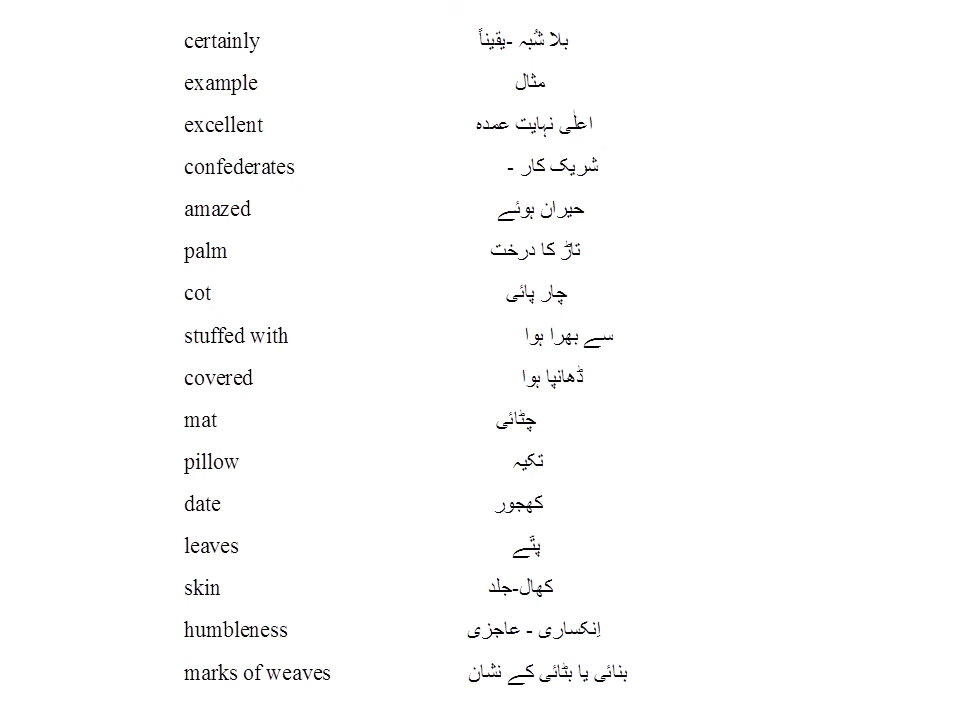 certainly بلا شُبہ -یقیناً
example مثال
excellent اعلٰی نہایت عمدہ
confederates شریک کار -
amazed حیران ہوئے
palm تاڑ کا درخت
cot چار پائی
stuffed with سے بھرا ہوا
covered ڈھانپا ہوا
mat چٹائی
pillow تکیہ
date کھجور
leaves پتّے
skin کھال-جلد
humbleness اِنکساری - عاجزی
marks of weaves بنائی یا بٹائی کے نشان